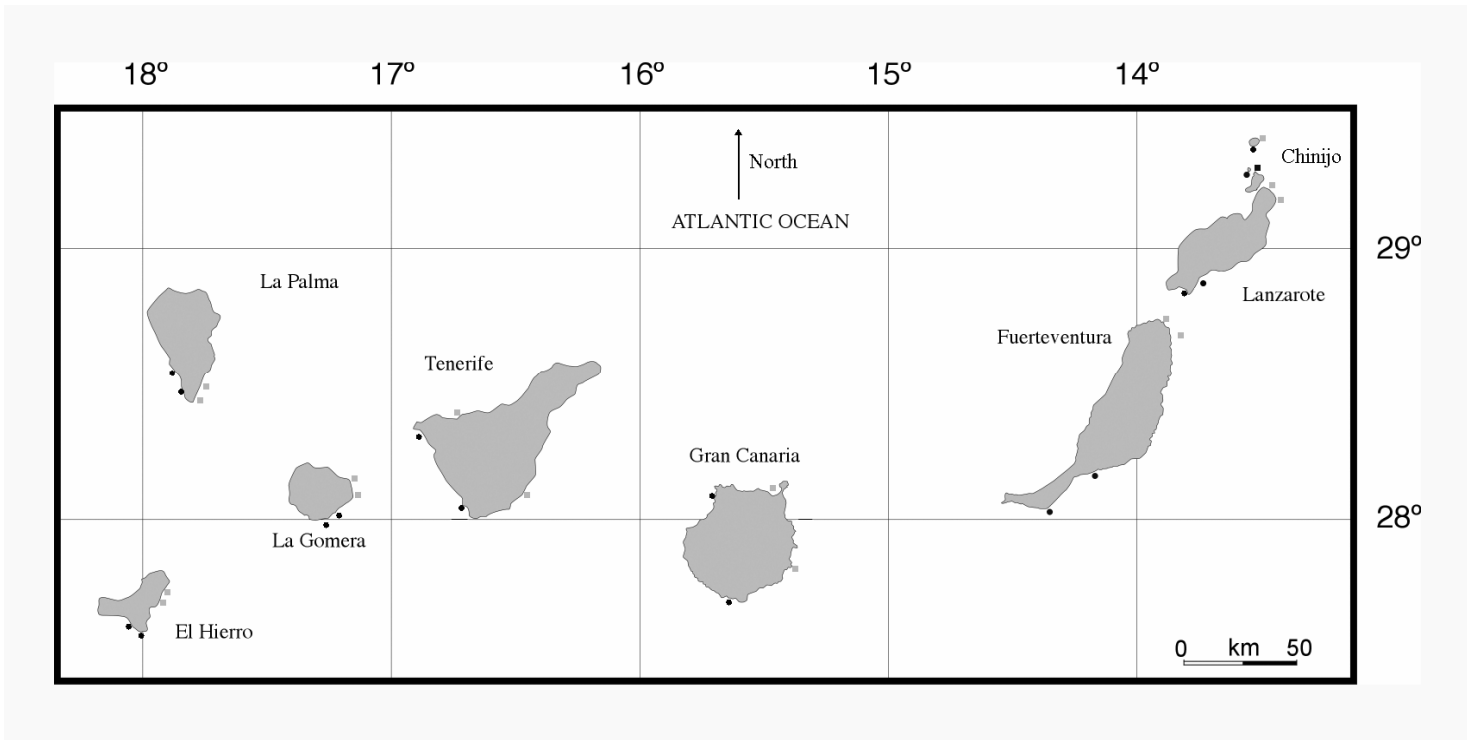 18º 17º 16º 15º 14º
North
Chinijo
ATLANTIC OCEAN
29º
La Palma
Lanzarote
Fuerteventura
Tenerife
Gran Canaria
28º
La Gomera
El Hierro
0 km 50